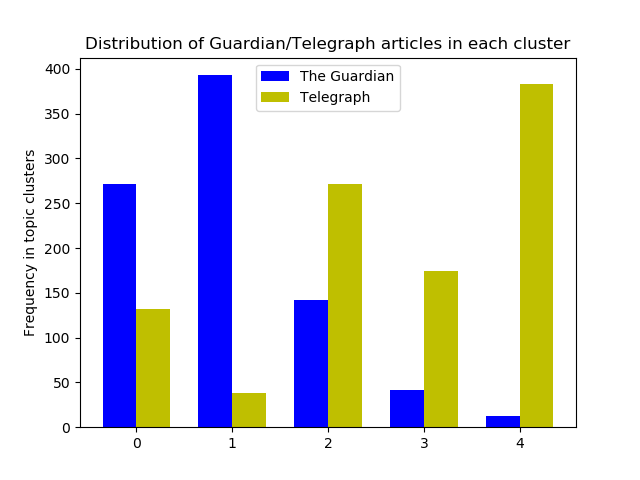 Distribution of Guardian/Telegraph articles in each cluster
The Guardian
Telegraph
Frequency in topic clusters
400
350
300
250
200
150
100
50
0
0 1 2 3 4